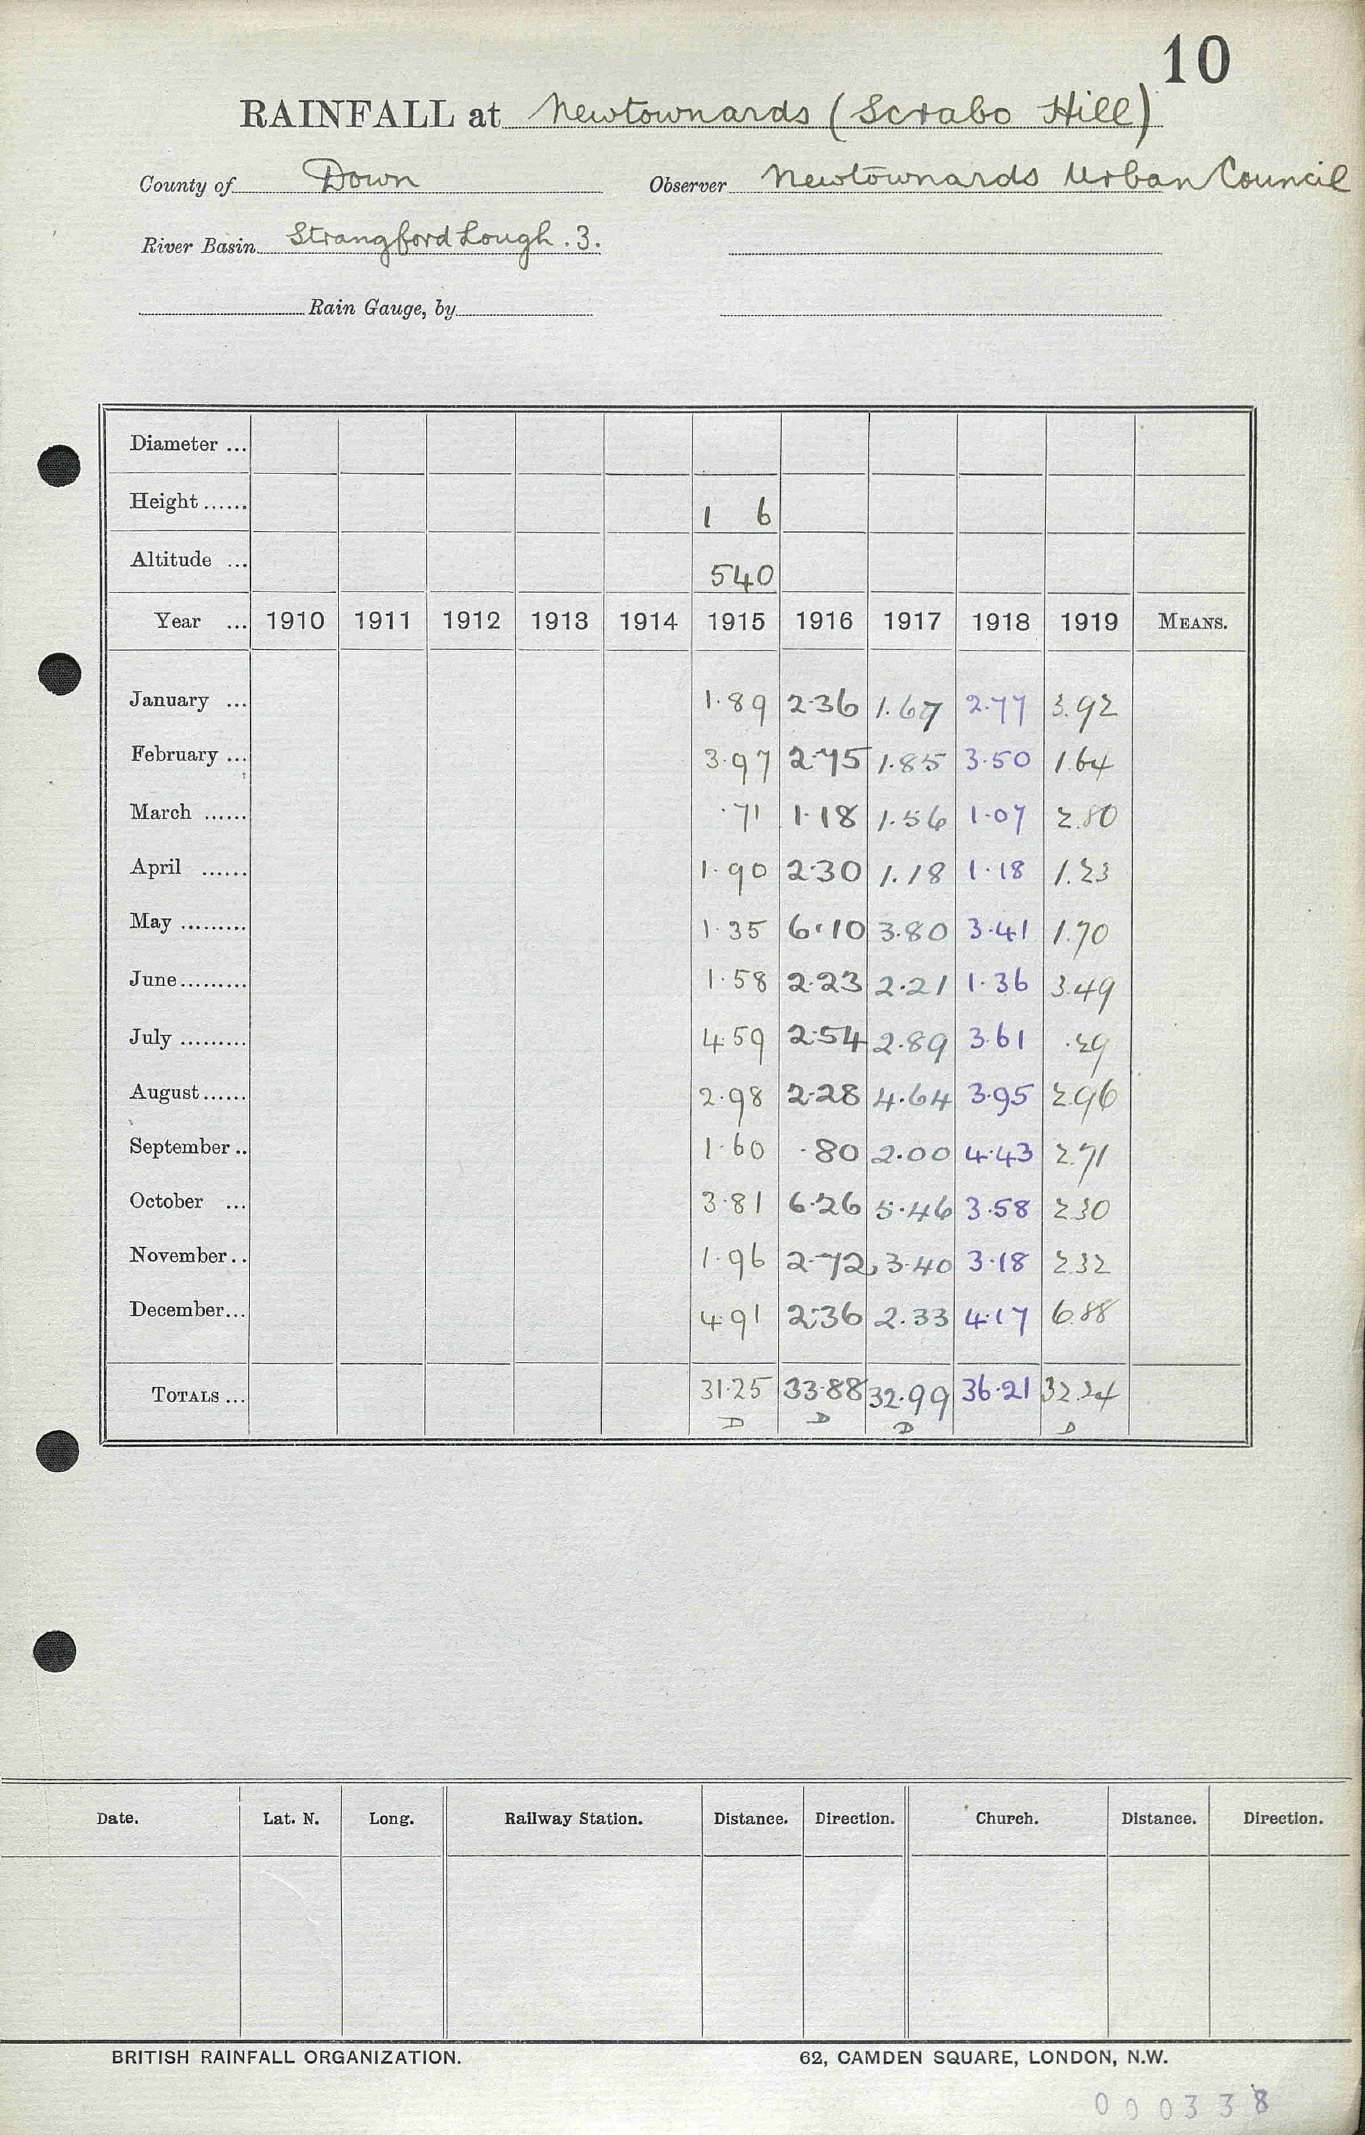 10
RAINFALL at Newtownards (Scrabo Hill)
County of Down Observer Newtownards Urban Council
River Basin Strangford Lough . 3.
Rain Gauge, by
Diameter ...
Height ...... 1 6
Altitude ... 540
Year ... 1910 1911 1912 1913 1914 1915 1916 1917 1918 1919 MEANS.
January ... 1.89 2.36 1.67 2.77 3.92
February ... 3.97 2.75 1.85 3.50 1.64
March ...... .71 1.18 1.56 1.07 2.80
April ...... 1.90 2.30 1.18 1.18 1.23
May ......... 1.35 6.10 3.80 3.41 1.70
June ......... 1.58 2.23 2.21 1.36 3.49
July ......... 4.59 2.54 2.89 3.61 .29
August ...... 2.98 2.28 4.64 3.95 2.96
September .. 1.60 .80 2.00 4.43 2.71
October ... 3.81 6.26 5.46 3.58 2.30
November .. 1.96 2.72 3.40 3.18 2.32
December ... 4.91 2.36 2.33 4.17 6.88
TOTALS ... 31.25 33.88 32.99 36.21 32.24
D D D D
Date. Lat. N. Long. Railway Station. Distance. Direction. Church. Distance. Direction.
BRITISH RAINFALL ORGANIZATION. 62, CAMDEN SQUARE, LONDON, N.W.
000338